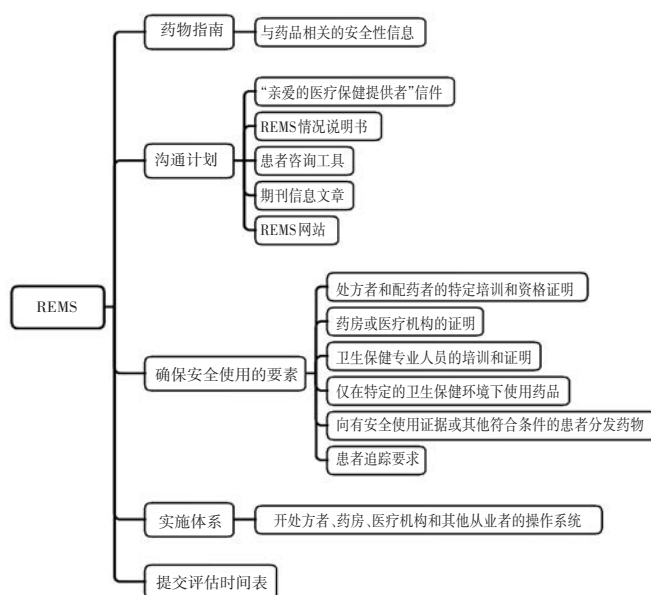 药物指南
与药品相关的安全性信息
“亲爱的医疗保健提供者”信件
REMS情况说明书
沟通计划
患者咨询工具
期刊信息文章
REMS网站
REMS
处方者和配药者的特定培训和资格证明
药房或医疗机构的证明
卫生保健专业人员的培训和证明
确保安全使用的要素
仅在特定的卫生保健环境下使用药品
向有安全使用证据或其他符合条件的患者分发药物
患者追踪要求
实施体系
开处方者、药房、医疗机构和其他从业者的操作系统
提交评估时间表